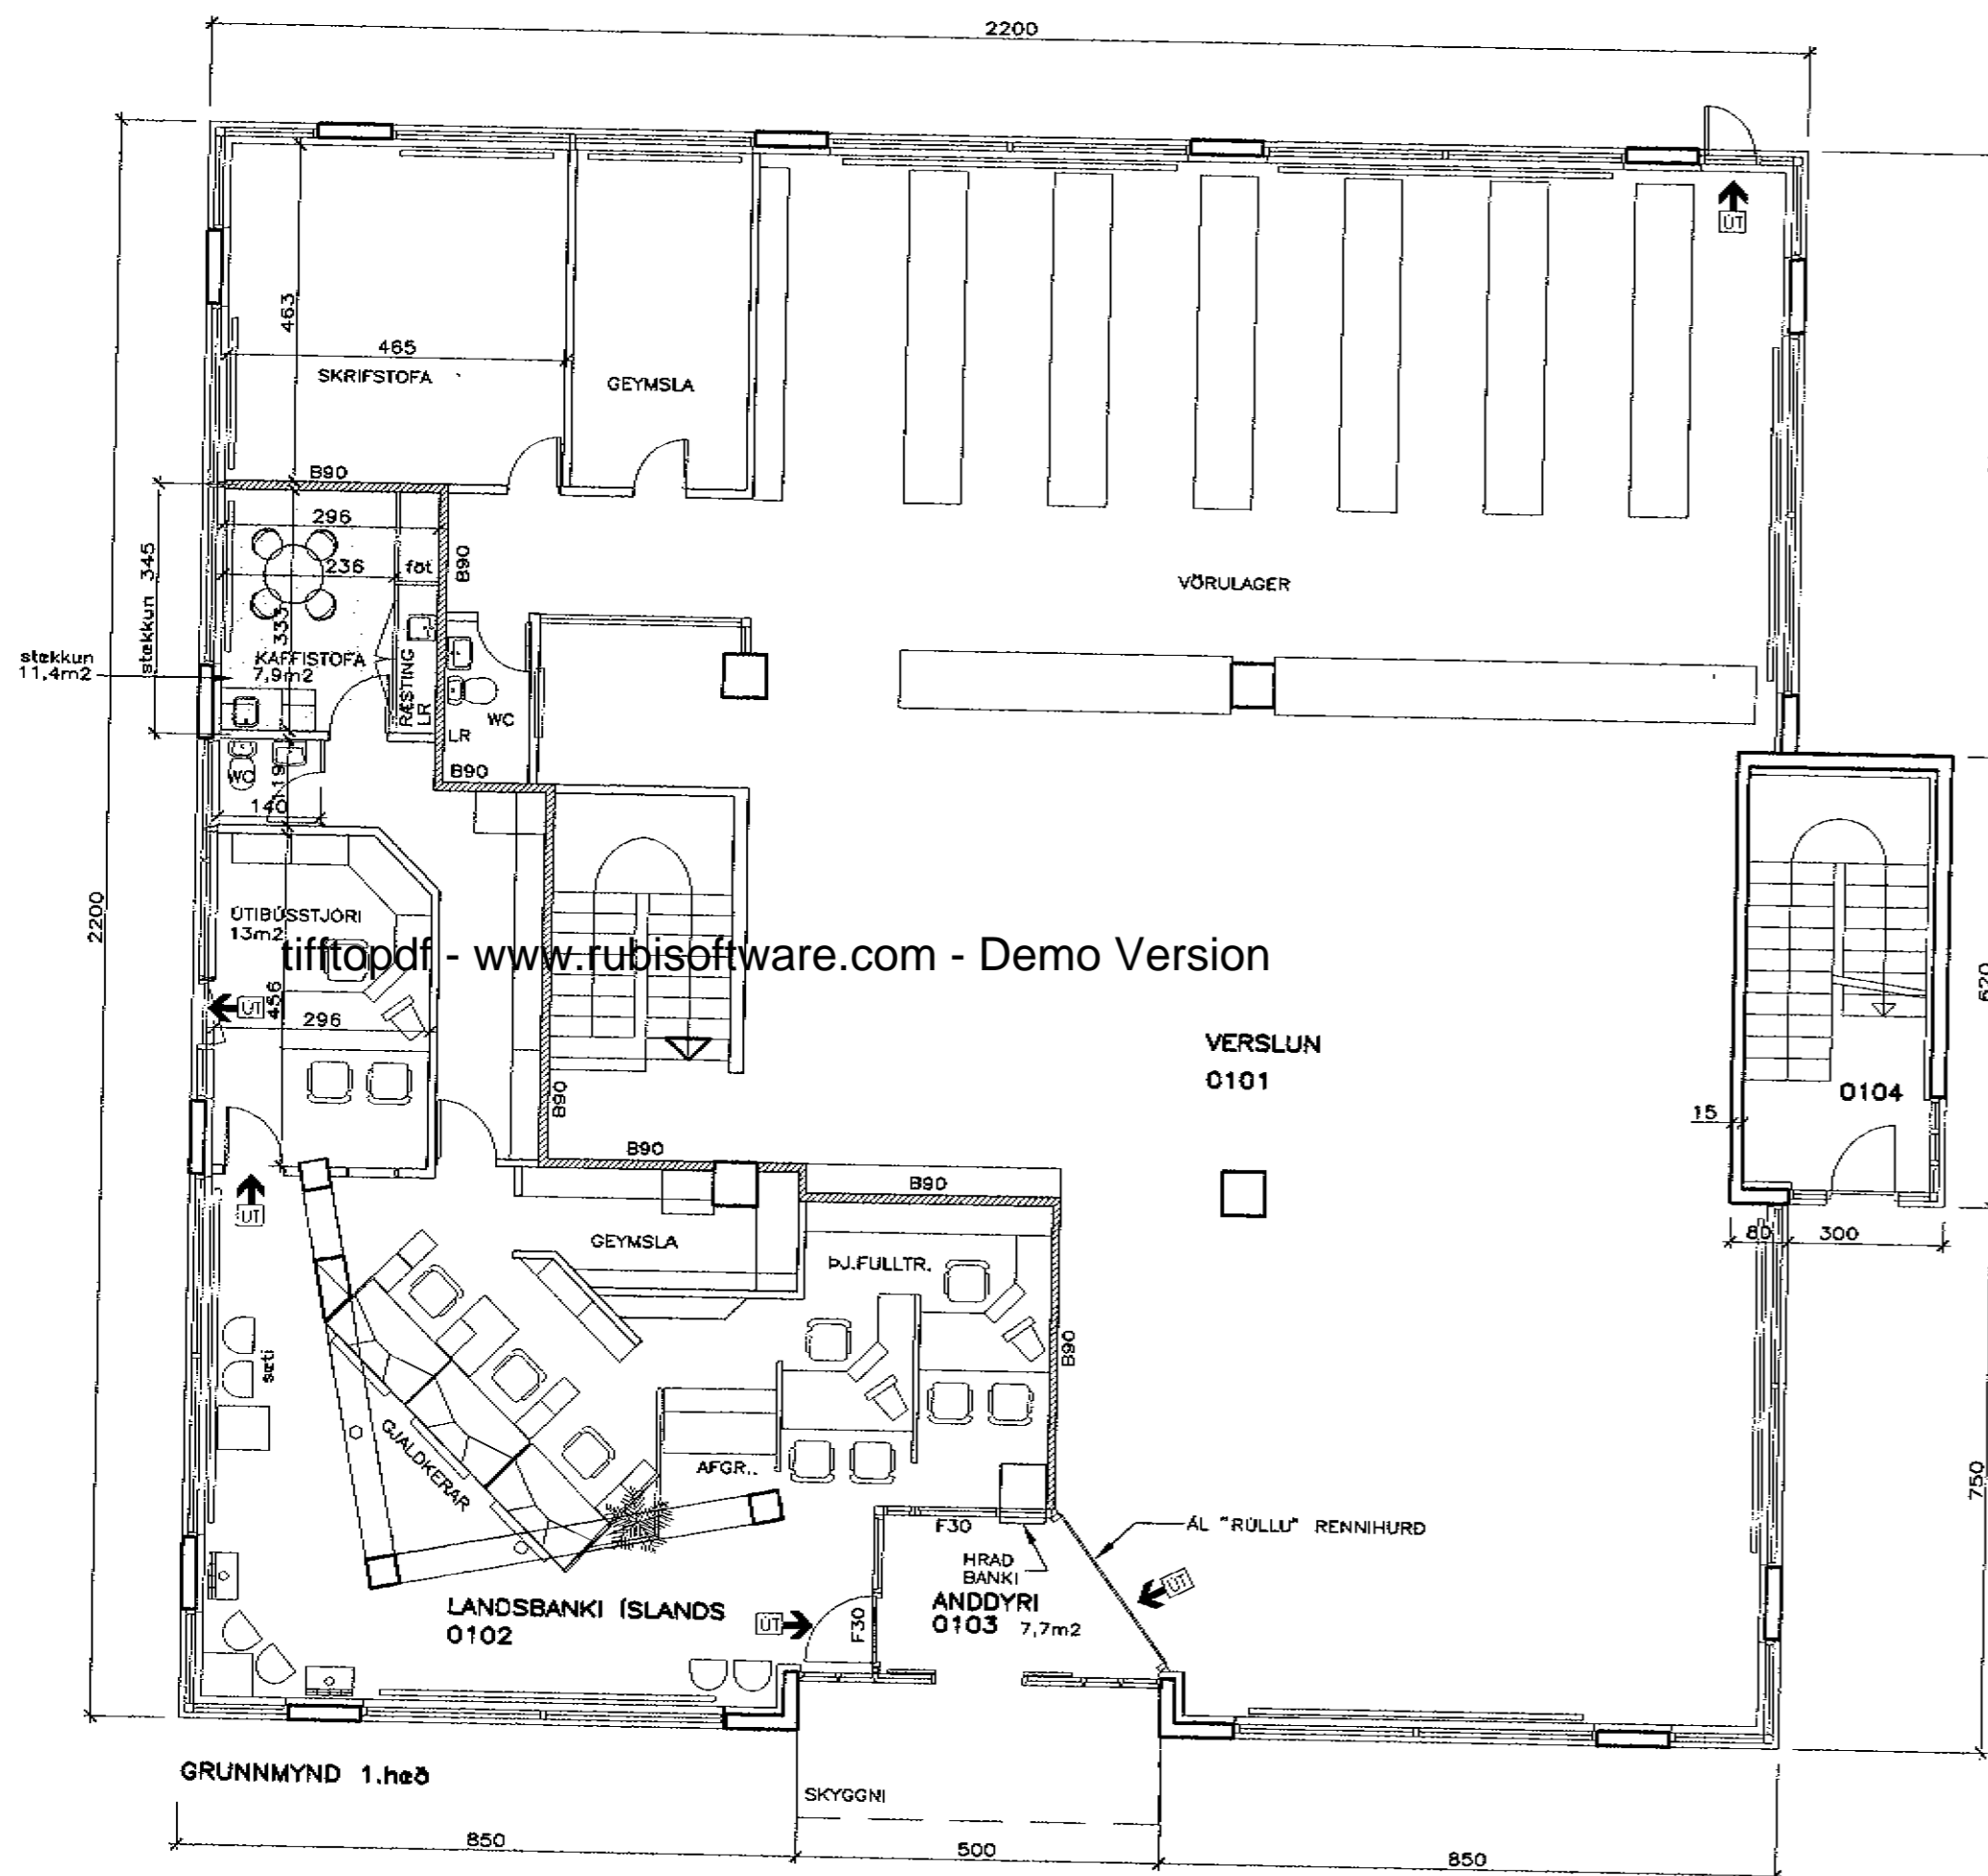 2200
463
465
SKRIFSTOFA
GEYMSLA
B90
296
236
föt
B90
stækkun 345
333
VÖRULAGER
stækkun
11,4m2
KAFFISTOFA
7,9m2
RÆSTING
LR
WC
LR
B90
WC
119
140
2200
ÚTIBÚSSTJÓRI
13m2
tifftopdf - www.rubisoftware.com - Demo Version
ÚT
456
296
620
VERSLUN
0101
B90
0104
15
B90
B90
ÚT
ÚT
80
300
GEYMSLA
ÞJ.FULLTR.
B90
sæti
GJALDKERAR
AFGR..
750
F30
ÁL "RÚLLU" RENNIHURÐ
HRAÐ
BANKI
ÚT
LANDSBANKI ÍSLANDS
0102
ÚT
F30
ANDDYRI
0103 7,7m2
GRUNNMYND 1.hæð
SKYGGNI
850
500
850